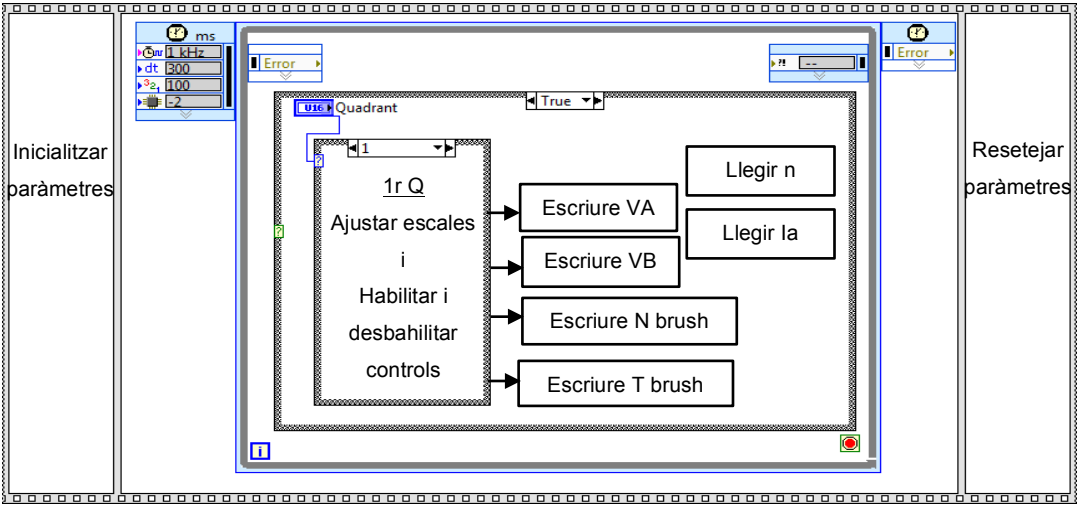 Inicialitzar
paràmetres
ms
1 kHz
dt 300
100
-2
Error
?! --
Error
True
U16 Quadrant
1
1r Q
Ajustar escales
i
Habilitar i
desbahilitar
controls
Escriure VA
Escriure VB
Escriure N brush
Escriure T brush
Llegir n
Llegir Ia
i
Resetejar
paràmetres